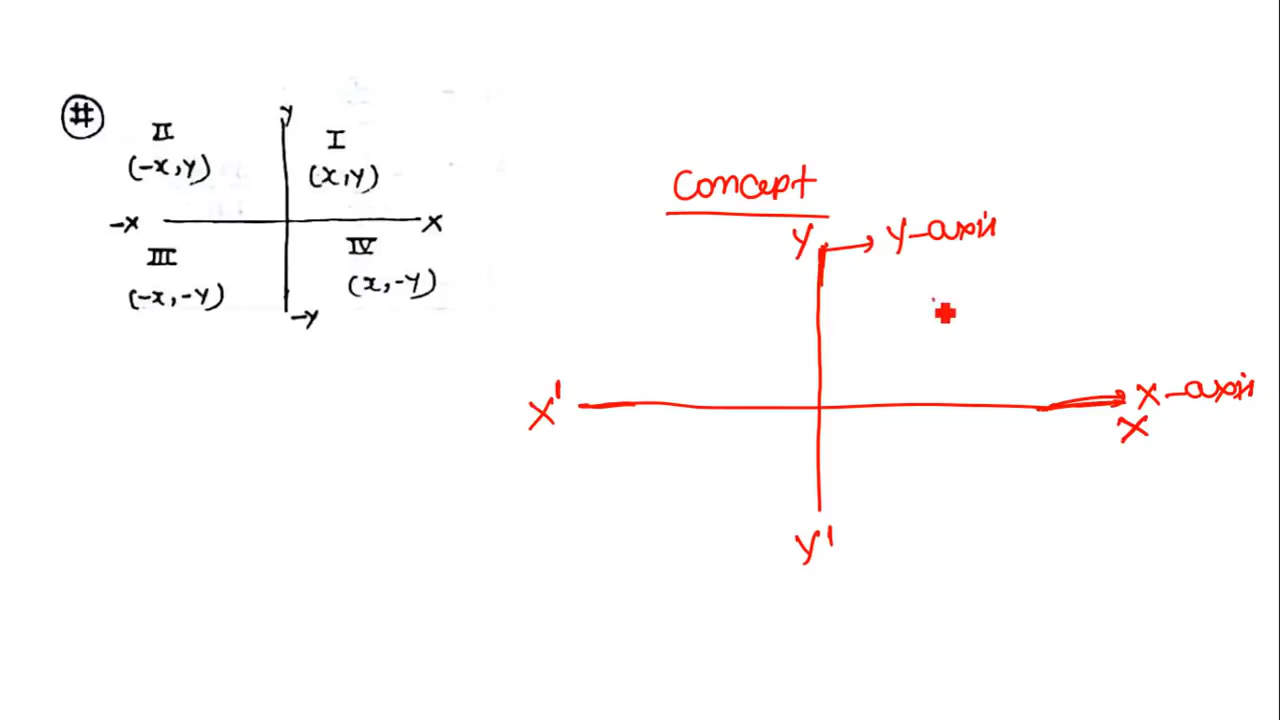 #
Y
II
I
(-x,y)
(x,y)
-X
X
III
IV
(-x,-y)
(x,-y)
-Y
Concept
Y
Y-axis
X'
X-axis
X
Y'